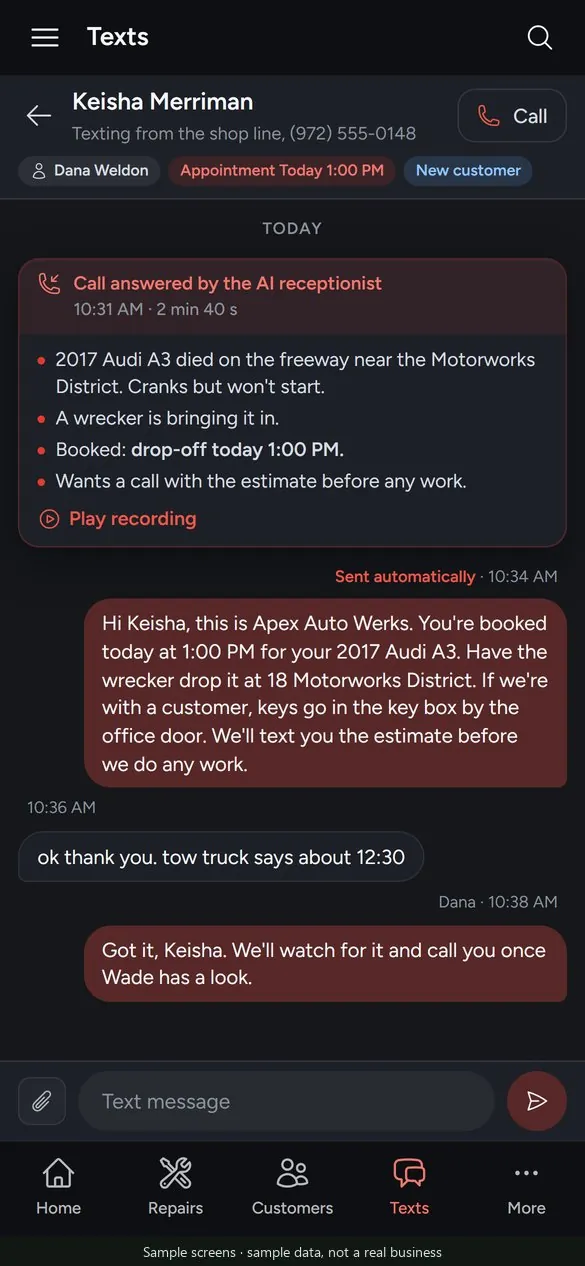 Texts
Keisha Merriman
Texting from the shop line, (972) 555-0148
Call
Dana Weldon
Appointment Today 1:00 PM
New customer
TODAY
Call answered by the AI receptionist
10:31 AM · 2 min 40 s
2017 Audi A3 died on the freeway near the Motorworks
District. Cranks but won't start.
A wrecker is bringing it in.
Booked: drop-off today 1:00 PM.
Wants a call with the estimate before any work.
Play recording
Sent automatically · 10:34 AM
Hi Keisha, this is Apex Auto Werks. You're booked
today at 1:00 PM for your 2017 Audi A3. Have the
wrecker drop it at 18 Motorworks District. If we're
with a customer, keys go in the key box by the
office door. We'll text you the estimate before
we do any work.
10:36 AM
ok thank you. tow truck says about 12:30
Dana · 10:38 AM
Got it, Keisha. We'll watch for it and call you once
Wade has a look.
Text message
Home
Repairs
Customers
Texts
More
Sample screens · sample data, not a real business